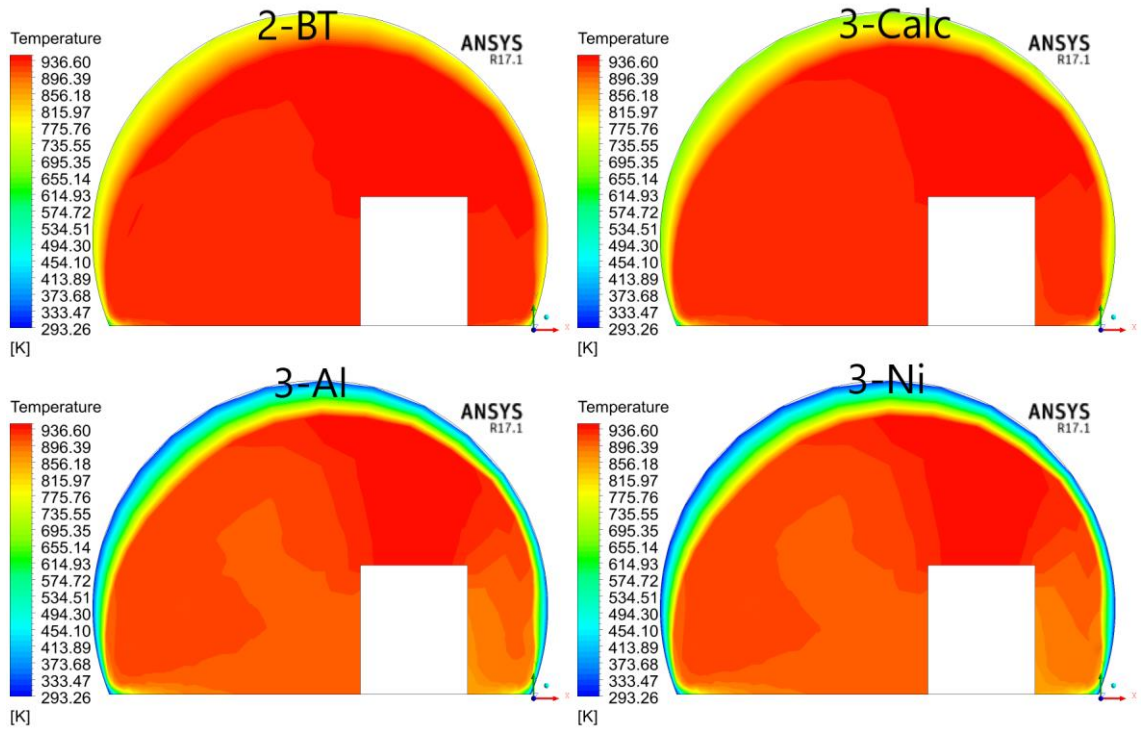 2-BT
Temperature
ANSYS
R17.1
936.60
896.39
856.18
815.97
775.76
735.55
695.35
655.14
614.93
574.72
534.51
494.30
454.10
413.89
373.68
333.47
293.26
[K]
X
3-Calc
Temperature
ANSYS
R17.1
936.60
896.39
856.18
815.97
775.76
735.55
695.35
655.14
614.93
574.72
534.51
494.30
454.10
413.89
373.68
333.47
293.26
[K]
X
3-Al
Temperature
ANSYS
R17.1
936.60
896.39
856.18
815.97
775.76
735.55
695.35
655.14
614.93
574.72
534.51
494.30
454.10
413.89
373.68
333.47
293.26
[K]
X
3-Ni
Temperature
ANSYS
R17.1
936.60
896.39
856.18
815.97
775.76
735.55
695.35
655.14
614.93
574.72
534.51
494.30
454.10
413.89
373.68
333.47
293.26
[K]
X